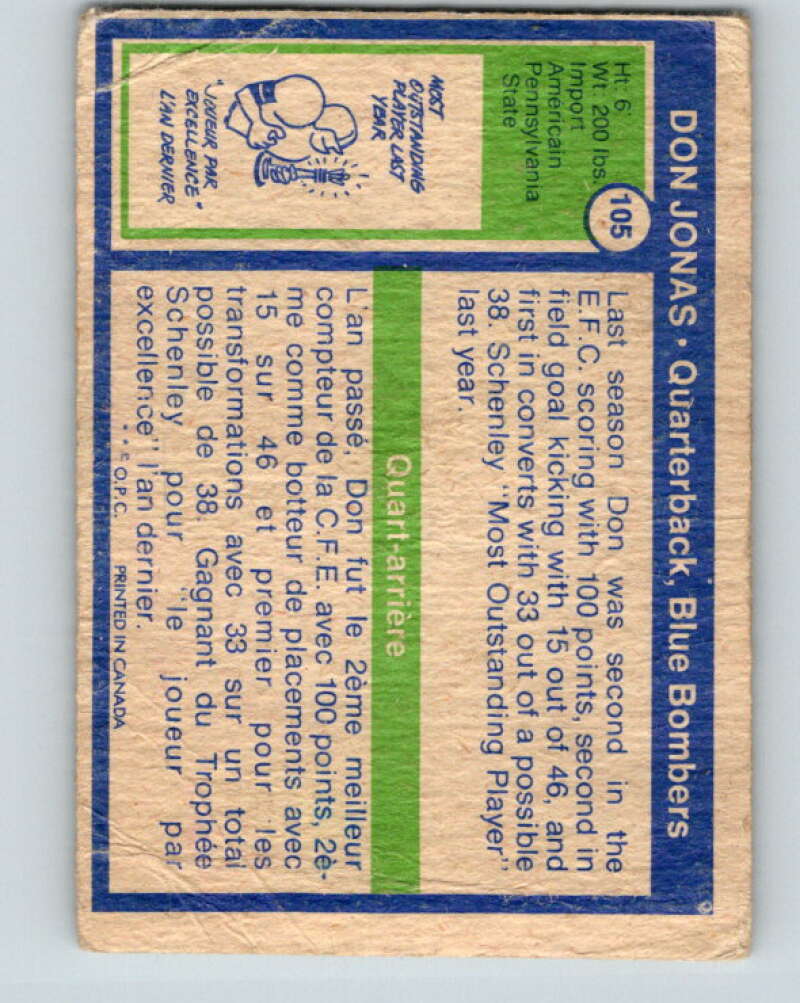 DON JONAS • Quarterback, Blue Bombers
105
Ht: 6'
Wt: 200 lbs.
Import
Americain
Pennsylvania
State
MOST
OUTSTANDING
PLAYER LAST
YEAR
"JOUEUR PAR
EXCELLENCE"
L'AN DERNIER
Last season Don was second in the
E.F.C. scoring with 100 points, second in
field goal kicking with 15 out of 46, and
first in converts with 33 out of a possible
38. Schenley "Most Outstanding Player"
last year.
Quart-arrière
L'an passé, Don fut le 2ème meilleur
compteur de la C.F.E. avec 100 points, 2è-
me comme botteur de placements avec
15 sur 46 et premier pour les
transformations avec 33 sur un total
possible de 38. Gagnant du Trophée
Schenley pour "le joueur par
excellence" l'an dernier.
* * © O.P.C. PRINTED IN CANADA